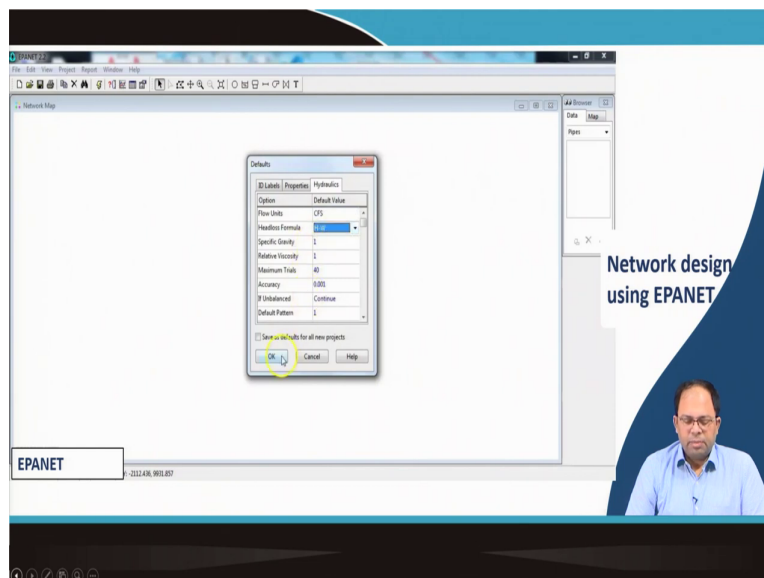 EPANET 2.2
File Edit View Project Report Window Help
Network Map
Browser
Data Map
Pipes
Defaults
ID Labels Properties Hydraulics
Option Default Value
Flow Units CFS
Headloss Formula H-W
Specific Gravity 1
Relative Viscosity 1
Maximum Trials 40
Accuracy 0.001
If Unbalanced Continue
Default Pattern 1
Save as defaults for all new projects
OK Cancel Help
Network design
using EPANET
EPANET
-2112.436, 9931.857